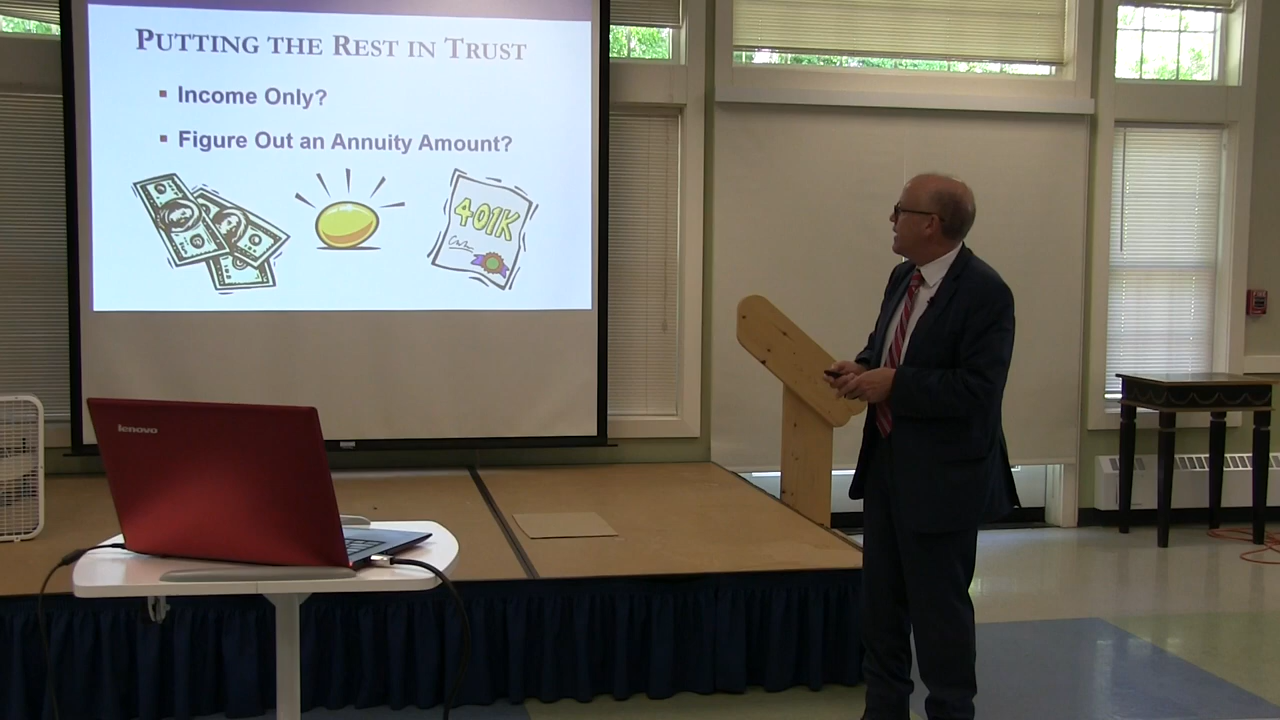 PUTTING THE REST IN TRUST
Income Only?
Figure Out an Annuity Amount?
401K
lenovo